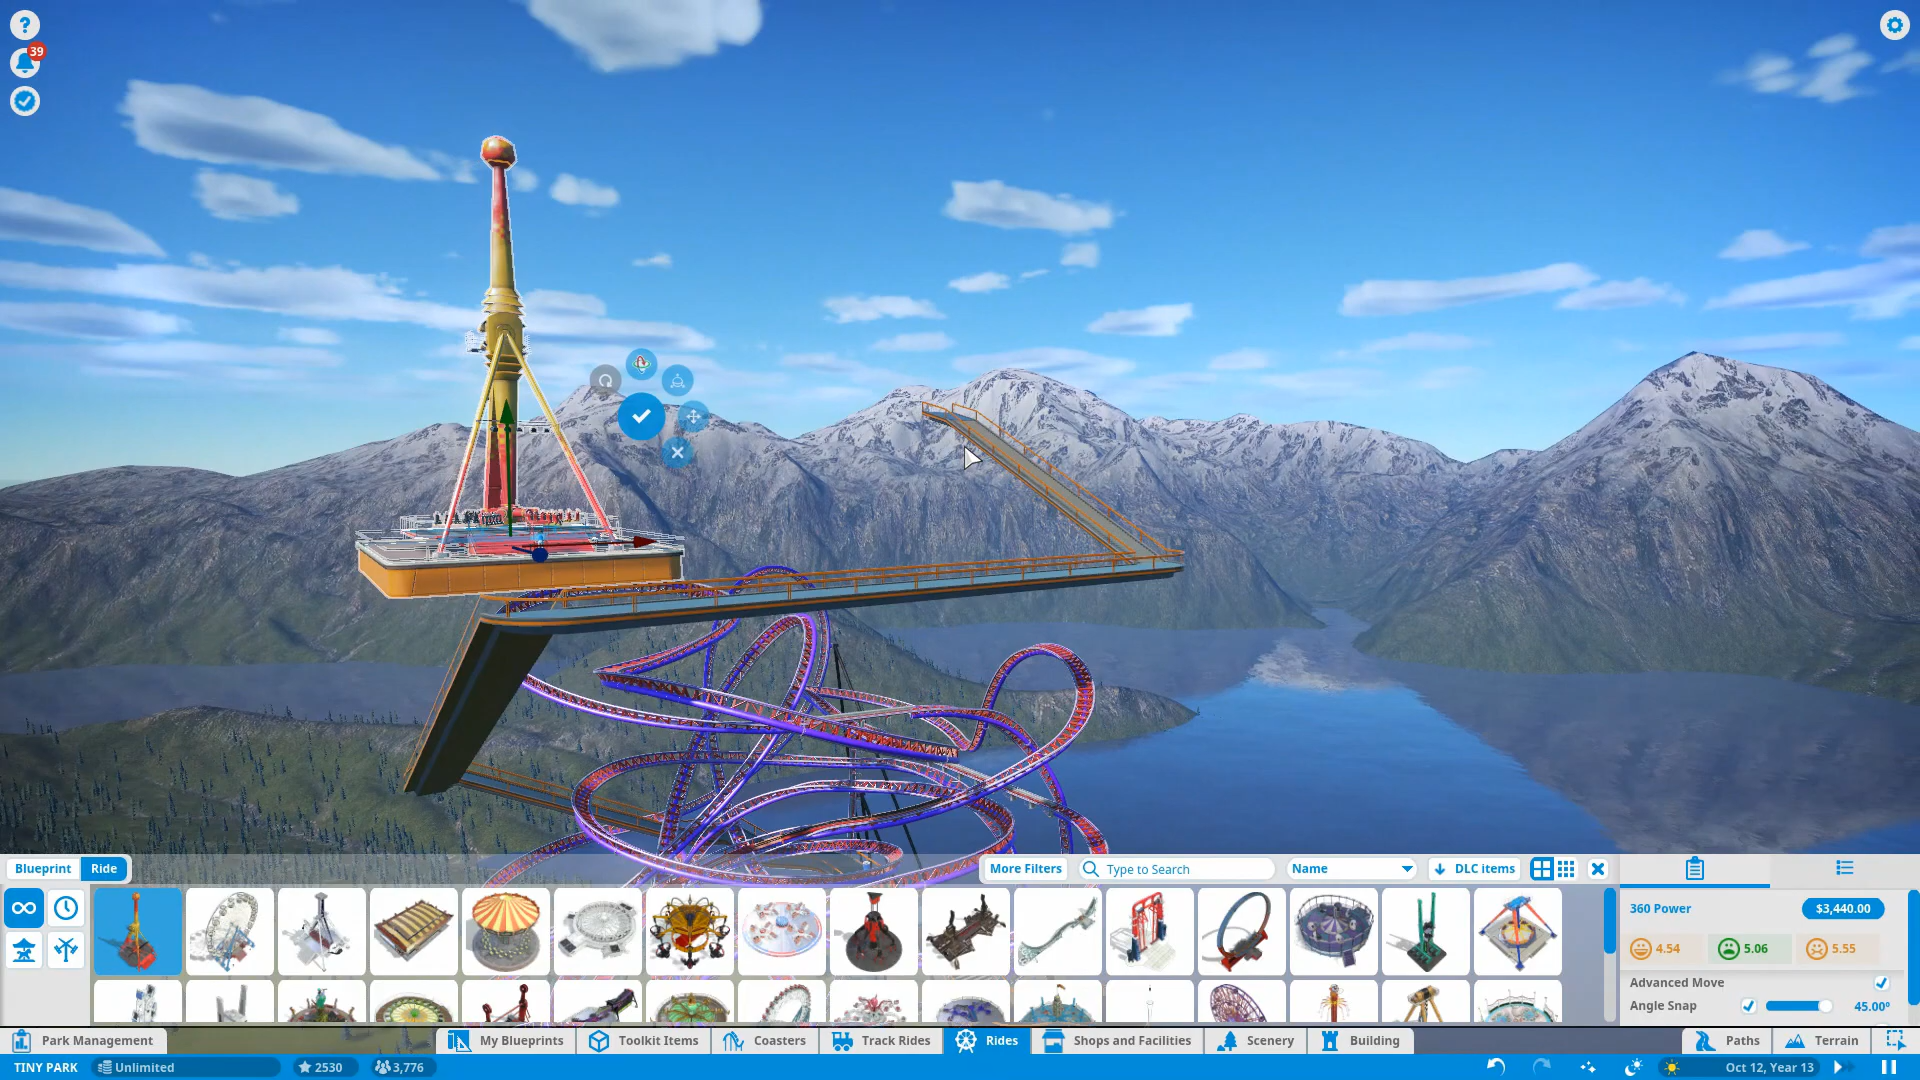 ?
39
Blueprint
Ride
More Filters
Type to Search
Name
DLC items
360 Power
$3,440.00
4.54
5.06
5.55
Advanced Move
Angle Snap
45.00°
Park Management
My Blueprints
Toolkit Items
Coasters
Track Rides
Rides
Shops and Facilities
Scenery
Building
Paths
Terrain
TINY PARK
Unlimited
2530
3,776
Oct 12, Year 13